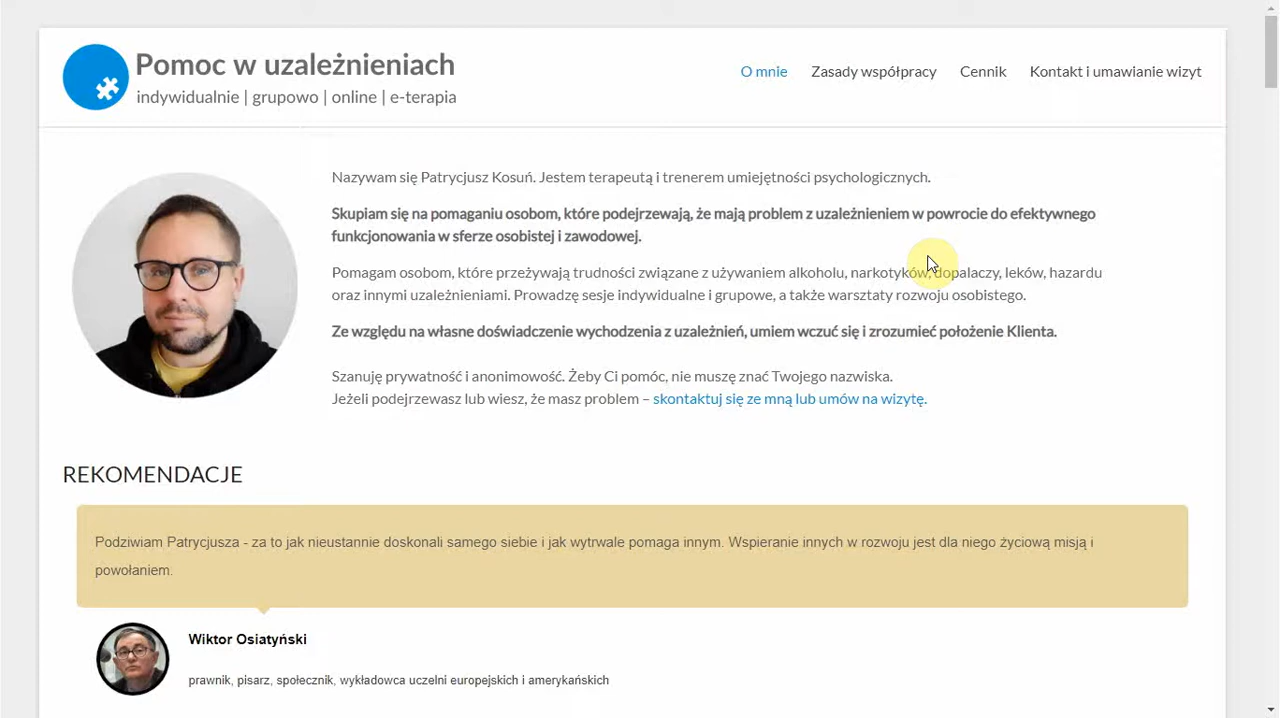 Pomoc w uzależnieniach
indywidualnie | grupowo | online | e-terapia
O mnie Zasady współpracy Cennik Kontakt i umawianie wizyt
Nazywam się Patrycjusz Kosuń. Jestem terapeutą i trenerem umiejętności psychologicznych.
Skupiam się na pomaganiu osobom, które podejrzewają, że mają problem z uzależnieniem w powrocie do efektywnego
funkcjonowania w sferze osobistej i zawodowej.
Pomagam osobom, które przeżywają trudności związane z używaniem alkoholu, narkotyków, dopalaczy, leków, hazardu
oraz innymi uzależnieniami. Prowadzę sesje indywidualne i grupowe, a także warsztaty rozwoju osobistego.
Ze względu na własne doświadczenie wychodzenia z uzależnień, umiem wczuć się i zrozumieć położenie Klienta.
Szanuję prywatność i anonimowość. Żeby Ci pomóc, nie muszę znać Twojego nazwiska.
Jeżeli podejrzewasz lub wiesz, że masz problem – skontaktuj się ze mną lub umów na wizytę.
REKOMENDACJE
Podziwiam Patrycjusza - za to jak nieustannie doskonali samego siebie i jak wytrwale pomaga innym. Wspieranie innych w rozwoju jest dla niego życiową misją i
powołaniem.
Wiktor Osiatyński
prawnik, pisarz, społecznik, wykładowca uczelni europejskich i amerykańskich